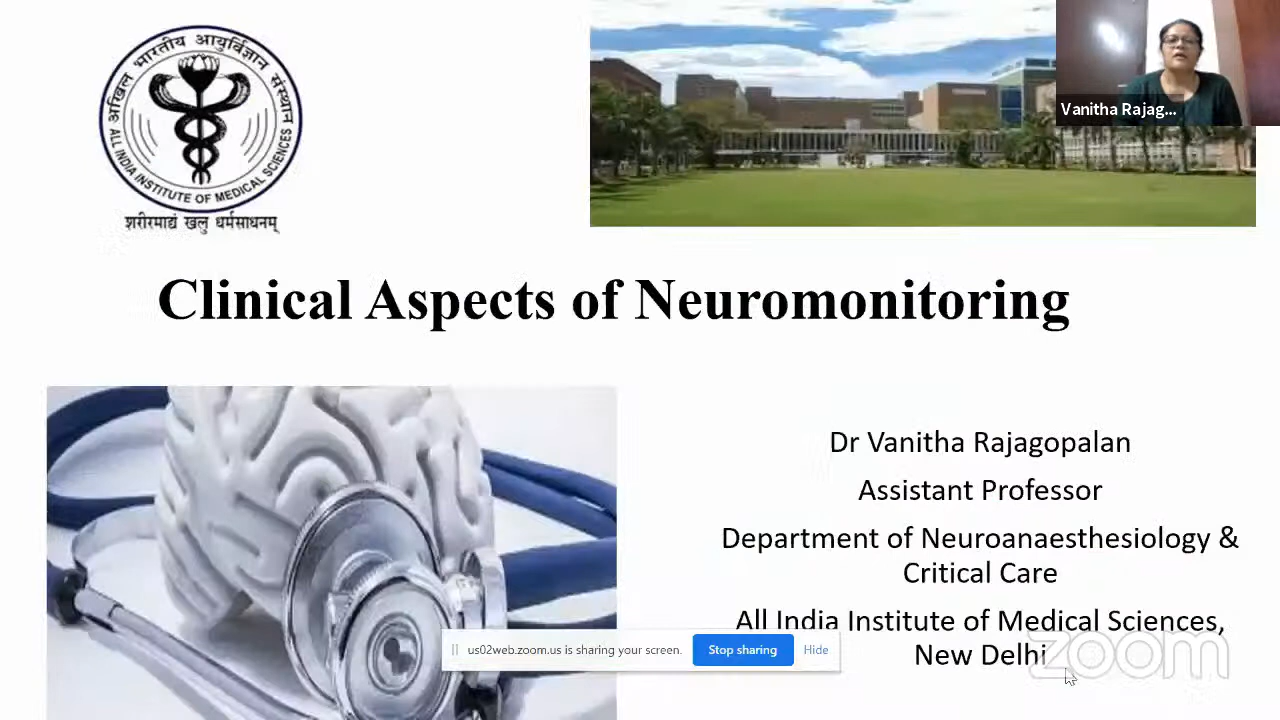 अखिल भारतीय आयुर्विज्ञान संस्थान
ALL INDIA INSTITUTE OF MEDICAL SCIENCES
शरीरमाद्यं खलु धर्मसाधनम्
Vanitha Rajag...
Clinical Aspects of Neuromonitoring
Dr Vanitha Rajagopalan
Assistant Professor
Department of Neuroanaesthesiology &
Critical Care
All India Institute of Medical Sciences,
New Delhi
us02web.zoom.us is sharing your screen.
Stop sharing
Hide
zoom